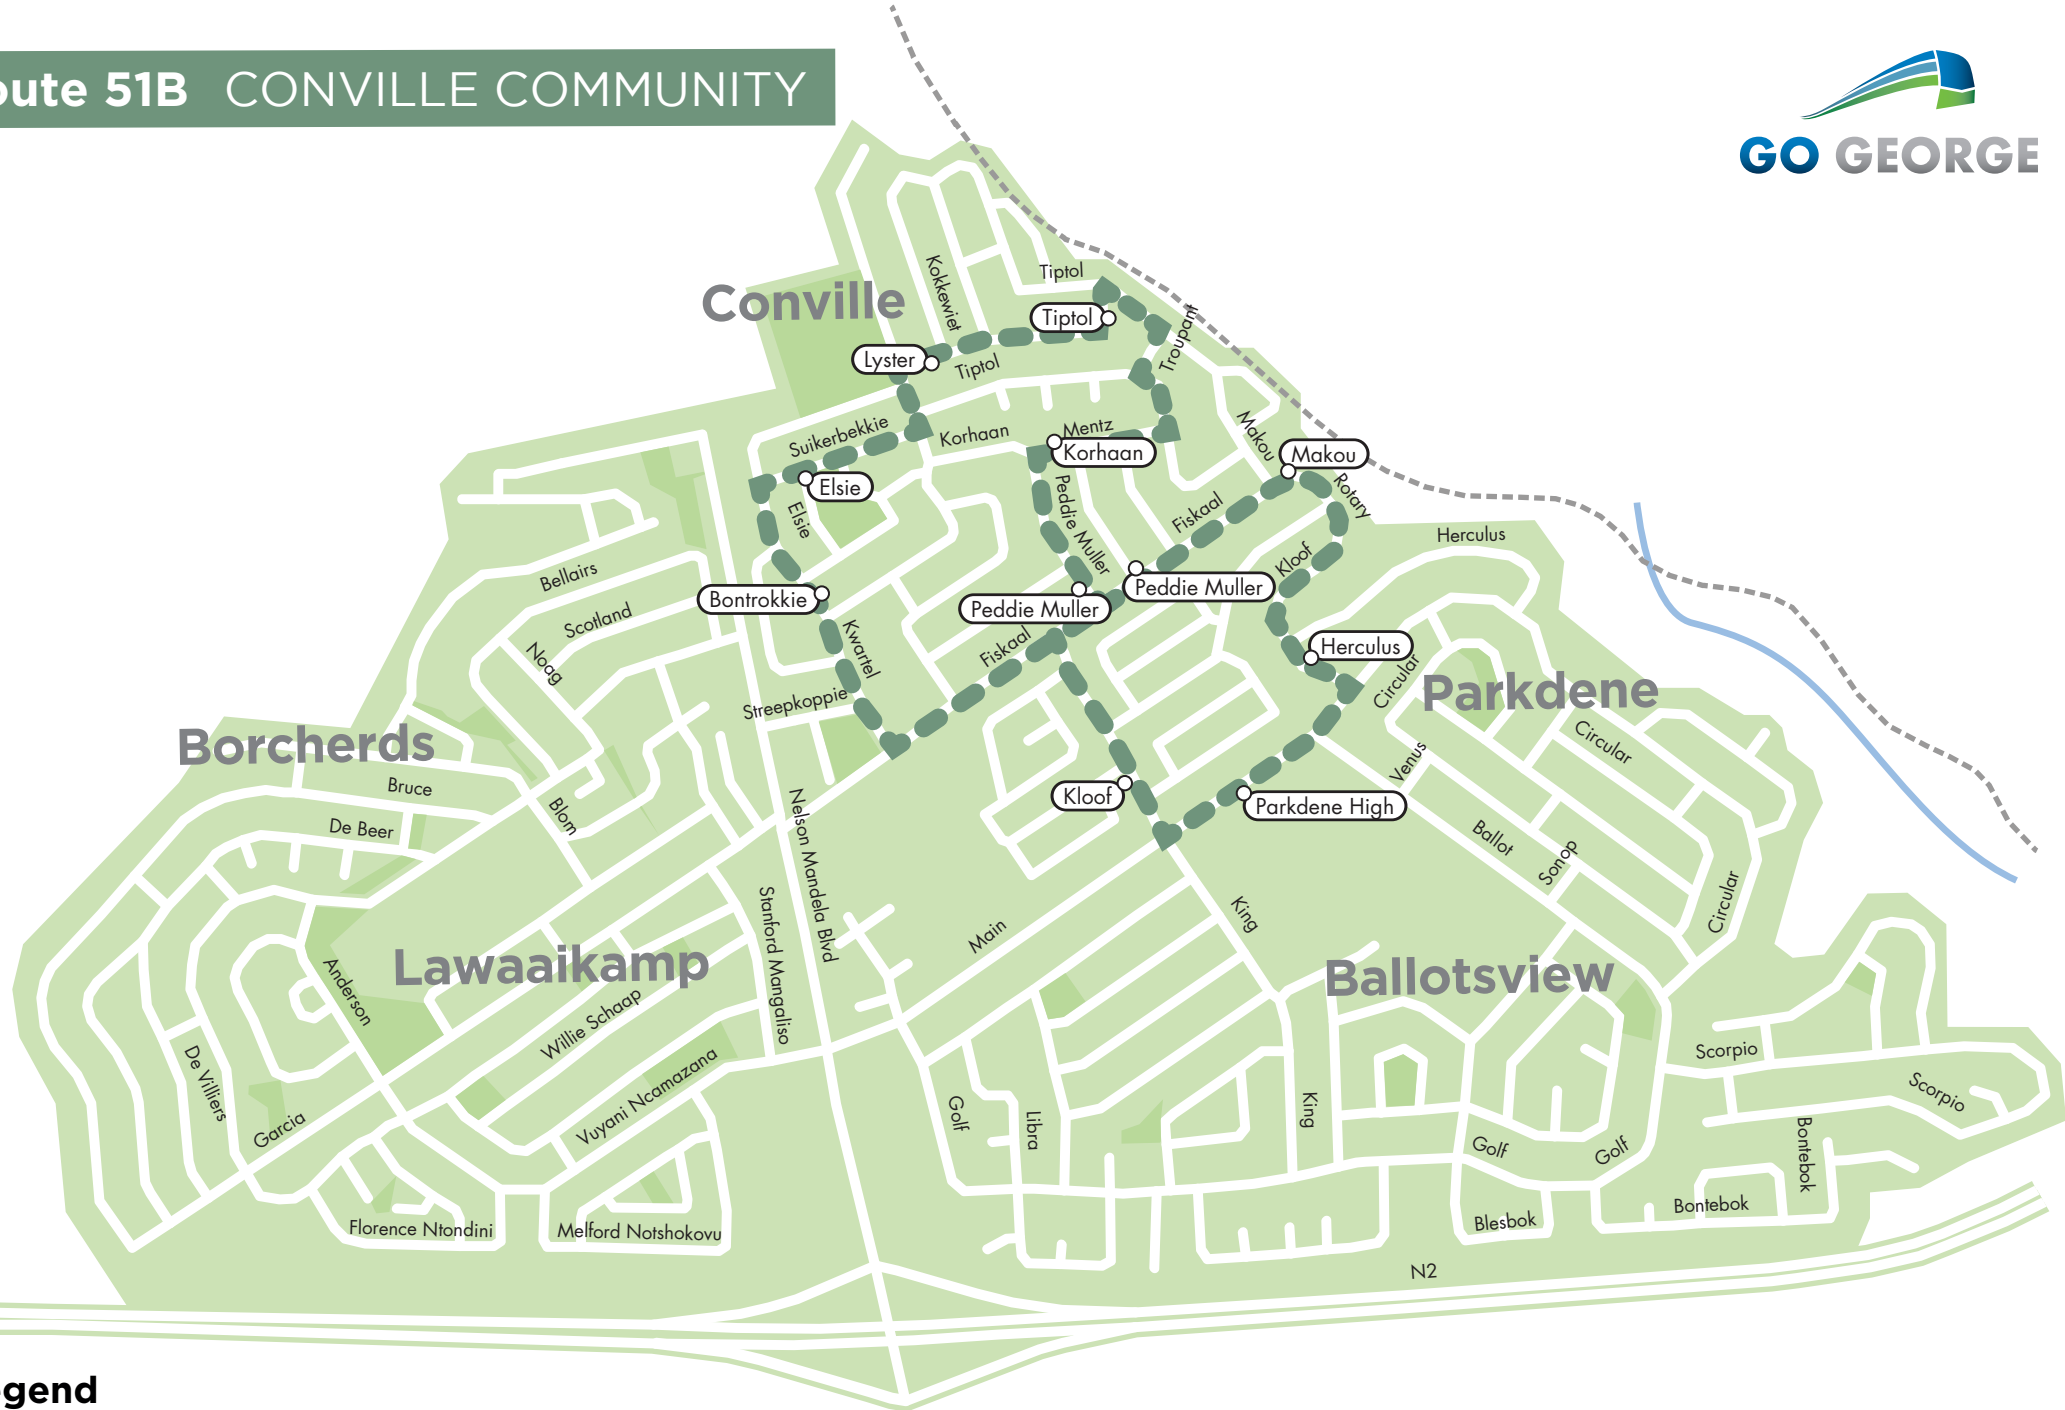 oute 51B CONVILLE COMMUNITY
GO GEORGE
Conville
Kokkewiet
Tiptol
Tiptol
Troupant
Lyster
Tiptol
Suikerbekkie
Korhaan
Mentz
Korhaan
Makou
Makou
Elsie
Elsie
Peddie Muller
Fiskaal
Rotary
Herculus
Bellairs
Kloof
Peddie Muller
Peddie Muller
Bontrokkie
Scotland
Noag
Kwartel
Fiskaal
Herculus
Circular
Parkdene
Streepkoppie
Borcherds
Circular
Venus
Bruce
Blom
Nelson Mandela Blvd
Kloof
Parkdene High
De Beer
Ballot
Sonop
Circular
Stanford Mangaliso
Main
King
Lawaaikamp
Anderson
Ballotsview
Willie Schaap
Scorpio
Scorpio
De Villiers
Vuyani Ncamazana
Garcia
Golf
Libra
King
Golf
Golf
Bontebok
Bontebok
Blesbok
Florence Ntondini
Melford Notshokovu
N2
gend